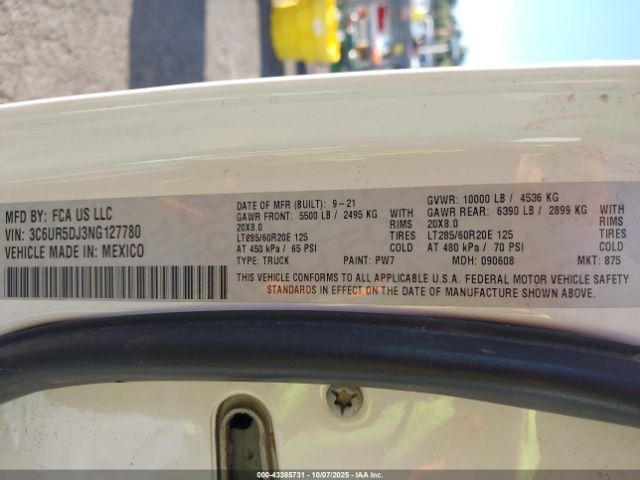 MFD BY: FCA US LLC
VIN: 3C6UR5DJ3NG127780
VEHICLE MADE IN: MEXICO
DATE OF MFR (BUILT): 9-21
GVWR: 10000 LB / 4536 KG
GAWR FRONT: 5500 LB / 2495 KG WITH
GAWR REAR: 6390 LB / 2899 KG WITH
20X8.0 RIMS
20X8.0 RIMS
LT285/60R20E 125 TIRES
LT285/60R20E 125 TIRES
AT 450 kPa / 65 PSI COLD
AT 480 kPa / 70 PSI COLD
TYPE: TRUCK PAINT: PW7 MDH: 090608 MKT: 875
THIS VEHICLE CONFORMS TO ALL APPLICABLE U.S.A. FEDERAL MOTOR VEHICLE SAFETY
STANDARDS IN EFFECT ON THE DATE OF MANUFACTURE SHOWN ABOVE.
000-43385731 - 10/07/2025 - IAAI.COM